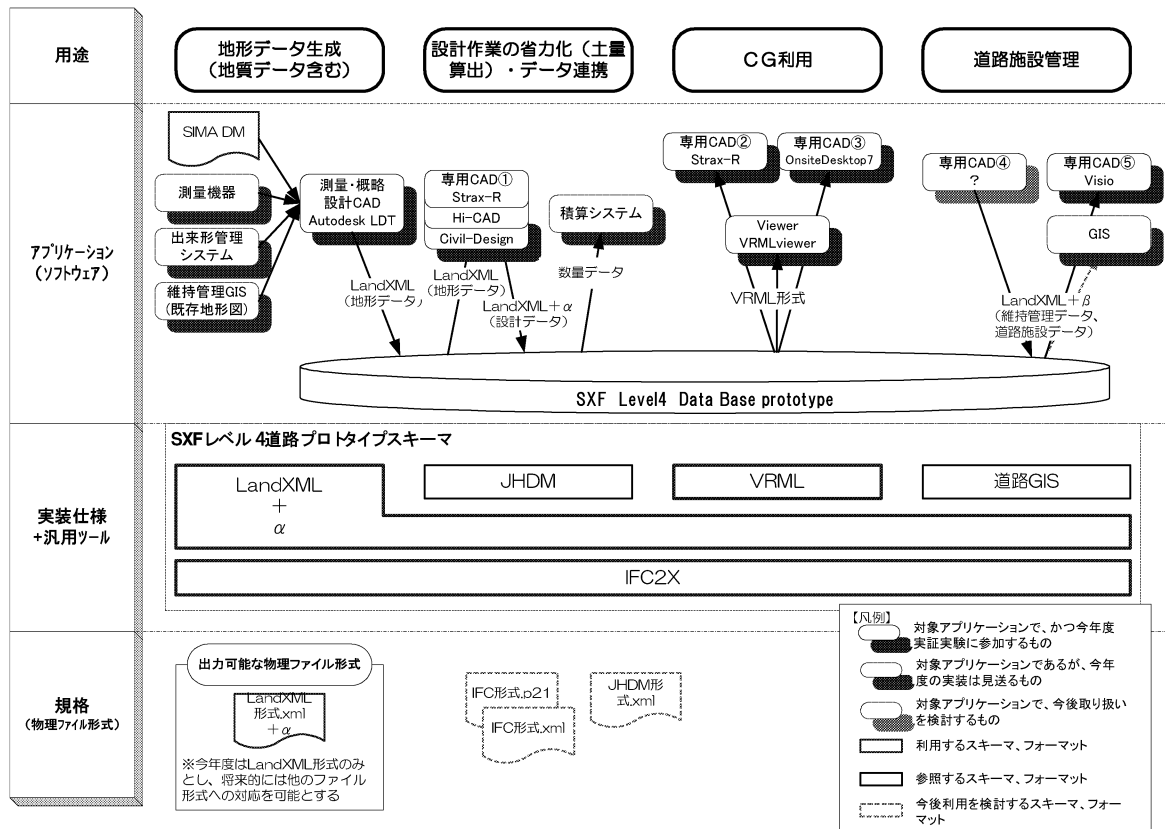 用途
地形データ生成
（地質データ含む）
設計作業の省力化（土量
算出）・データ連携
CG利用
道路施設管理
アプリケーション
（ソフトウェア）
SIMA DM
測量機器
出来形管理
システム
維持管理GIS
(既存地形図)
測量・概略
設計CAD
Autodesk LDT
専用CAD①
Strax-R
Hi-CAD
Civil-Design
積算システム
専用CAD②
Strax-R
専用CAD③
OnsiteDesktop7
Viewer
VRMLviewer
専用CAD④
?
専用CAD⑤
Visio
GIS
LandXML
(地形データ)
LandXML
(地形データ)
LandXML+α
(設計データ)
数量データ
VRML形式
LandXML+β
(維持管理データ、
道路施設データ)
SXF Level4 Data Base prototype
実装仕様
+汎用ツール
SXFレベル4道路プロトタイプスキーマ
LandXML
+
α
JHDM
VRML
道路GIS
IFC2X
規格
(物理ファイル形式)
出力可能な物理ファイル形式
LandXML
形式.xml
+α
※今年度はLandXML形式のみ
とし、将来的には他のファイル
形式への対応を可能とする
IFC形式.p21
IFC形式.xml
JHDM形
式.xml
【凡例】
対象アプリケーションで、かつ今年度
実証実験に参加するもの
対象アプリケーションであるが、今年
度の実装は見送るもの
対象アプリケーションで、今後取り扱い
を検討するもの
利用するスキーマ、フォーマット
参照するスキーマ、フォーマット
今後利用を検討するスキーマ、フォー
マット